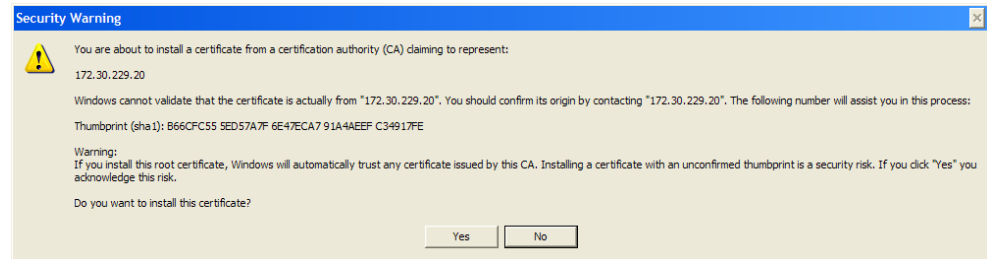 Security Warning
You are about to install a certificate from a certification authority (CA) claiming to represent:
172.30.229.20
Windows cannot validate that the certificate is actually from "172.30.229.20". You should confirm its origin by contacting "172.30.229.20". The following number will assist you in this process:
Thumbprint (sha1): B66CFC55 5ED57A7F 6E47ECA7 91A4AEEF C34917FE
Warning:
If you install this root certificate, Windows will automatically trust any certificate issued by this CA. Installing a certificate with an unconfirmed thumbprint is a security risk. If you click "Yes" you
acknowledge this risk.
Do you want to install this certificate?
Yes No